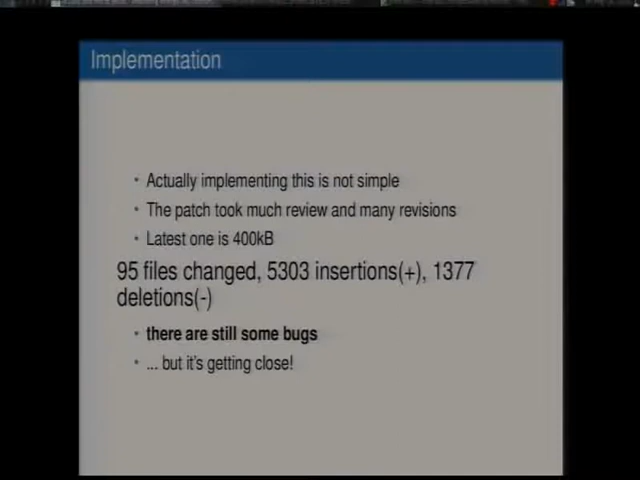 Implementation
• Actually implementing this is not simple
• The patch took much review and many revisions
• Latest one is 400kB
95 files changed, 5303 insertions(+), 1377
deletions(-)
• there are still some bugs
• ... but it's getting close!